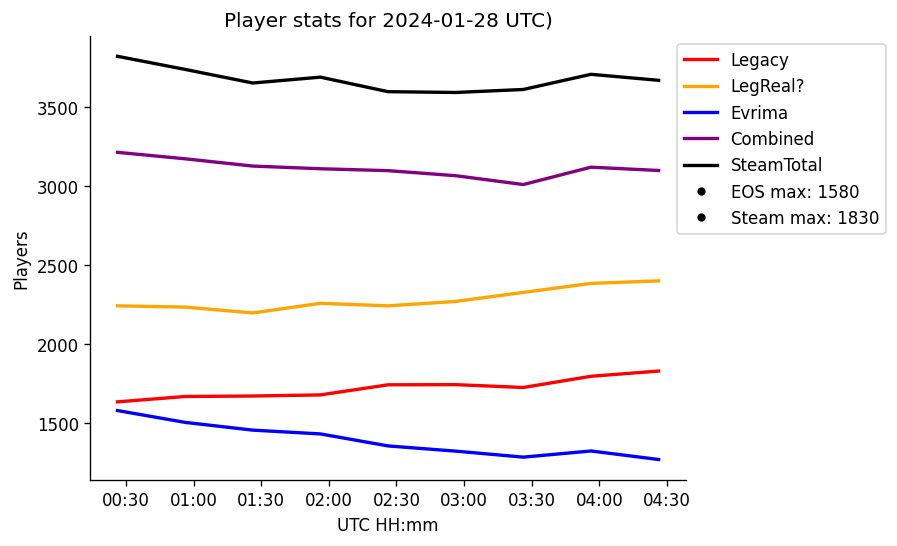 Player stats for 2024-01-28 UTC)
Legacy
LegReal?
Evrima
Combined
SteamTotal
EOS max: 1580
Steam max: 1830
Players
3500
3000
2500
2000
1500
00:30 01:00 01:30 02:00 02:30 03:00 03:30 04:00 04:30
UTC HH:mm